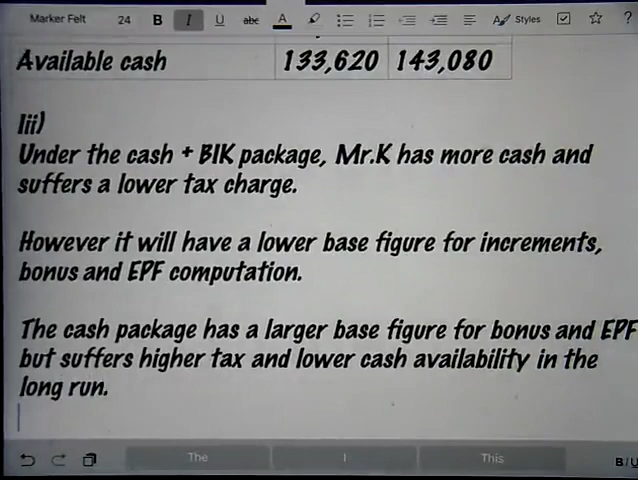 Marker Felt 24 B I U abc A Styles ?
Available cash 133,620 143,080
Iii)
Under the cash + BIK package, Mr.K has more cash and
suffers a lower tax charge.
However it will have a lower base figure for increments,
bonus and EPF computation.
The cash package has a larger base figure for bonus and EPF
but suffers higher tax and lower cash availability in the
long run.
The I This B/U